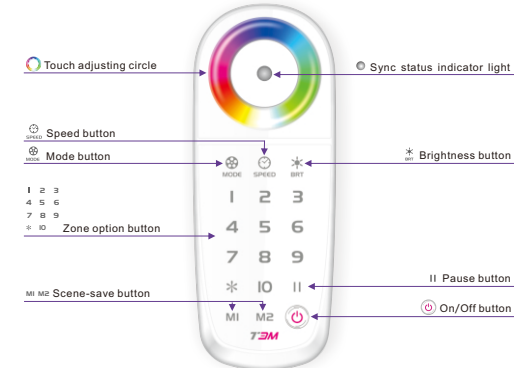 Touch adjusting circle
Sync status indicator light
SPEED Speed button
MODE Mode button
BRT Brightness button
MODE SPEED BRT
1 2 3
4 5 6
7 8 9
* 10 Zone option button
1 2 3
4 5 6
7 8 9
* 10 II
II Pause button
M1 M2 Scene-save button
On/Off button
M1 M2
T3M